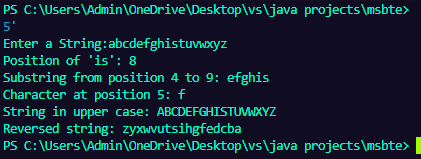 PS C:\Users\Admin\OneDrive\Desktop\vs\java projects\msbte>
5'
Enter a String:abcdefghistuvwxyz
Position of 'is': 8
Substring from position 4 to 9: efghis
Character at position 5: f
String in upper case: ABCDEFGHISTUVWXYZ
Reversed string: zyxwvutsihgfedcba
PS C:\Users\Admin\OneDrive\Desktop\vs\java projects\msbte>